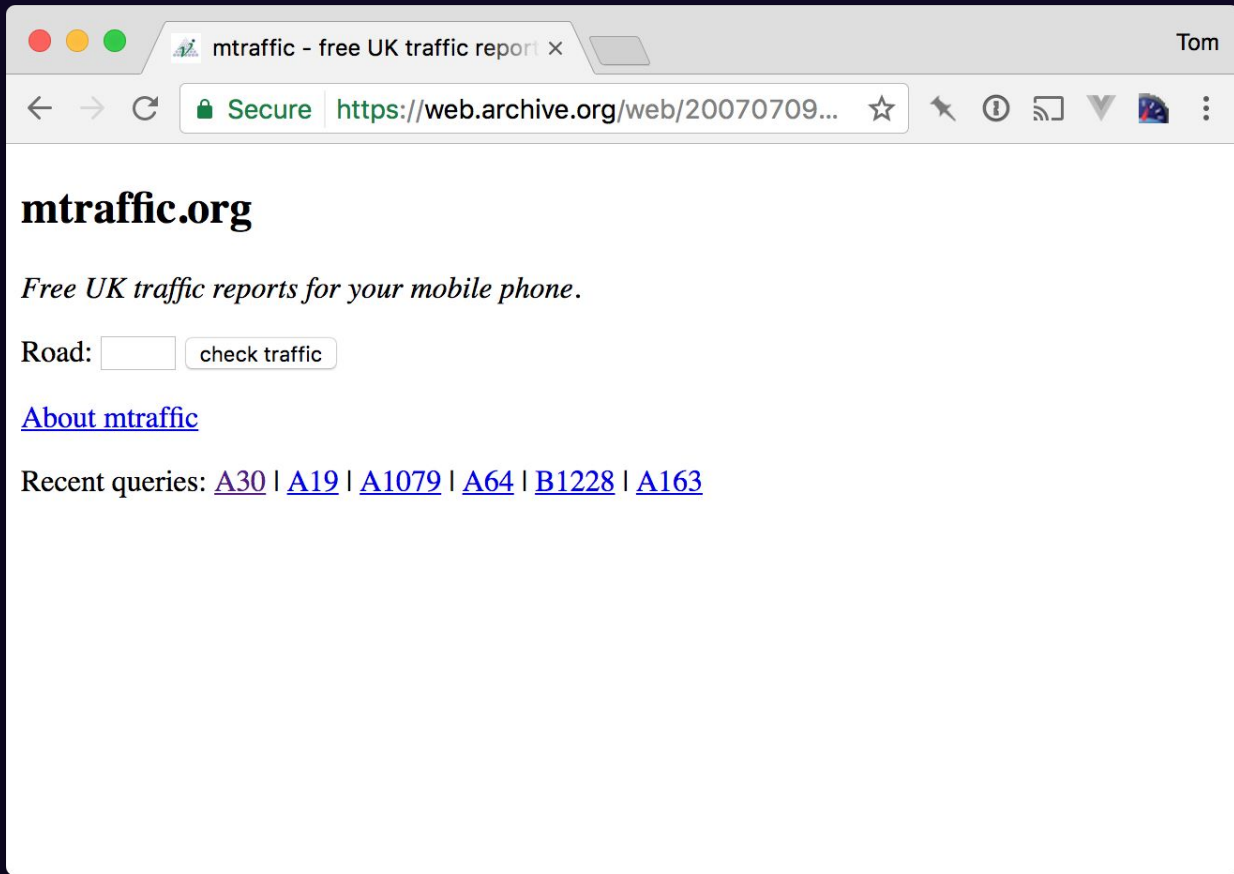 mtraffic - free UK traffic report
Tom
Secure https://web.archive.org/web/20070709...
mtraffic.org
Free UK traffic reports for your mobile phone.
Road: check traffic
About mtraffic
Recent queries: A30 | A19 | A1079 | A64 | B1228 | A163